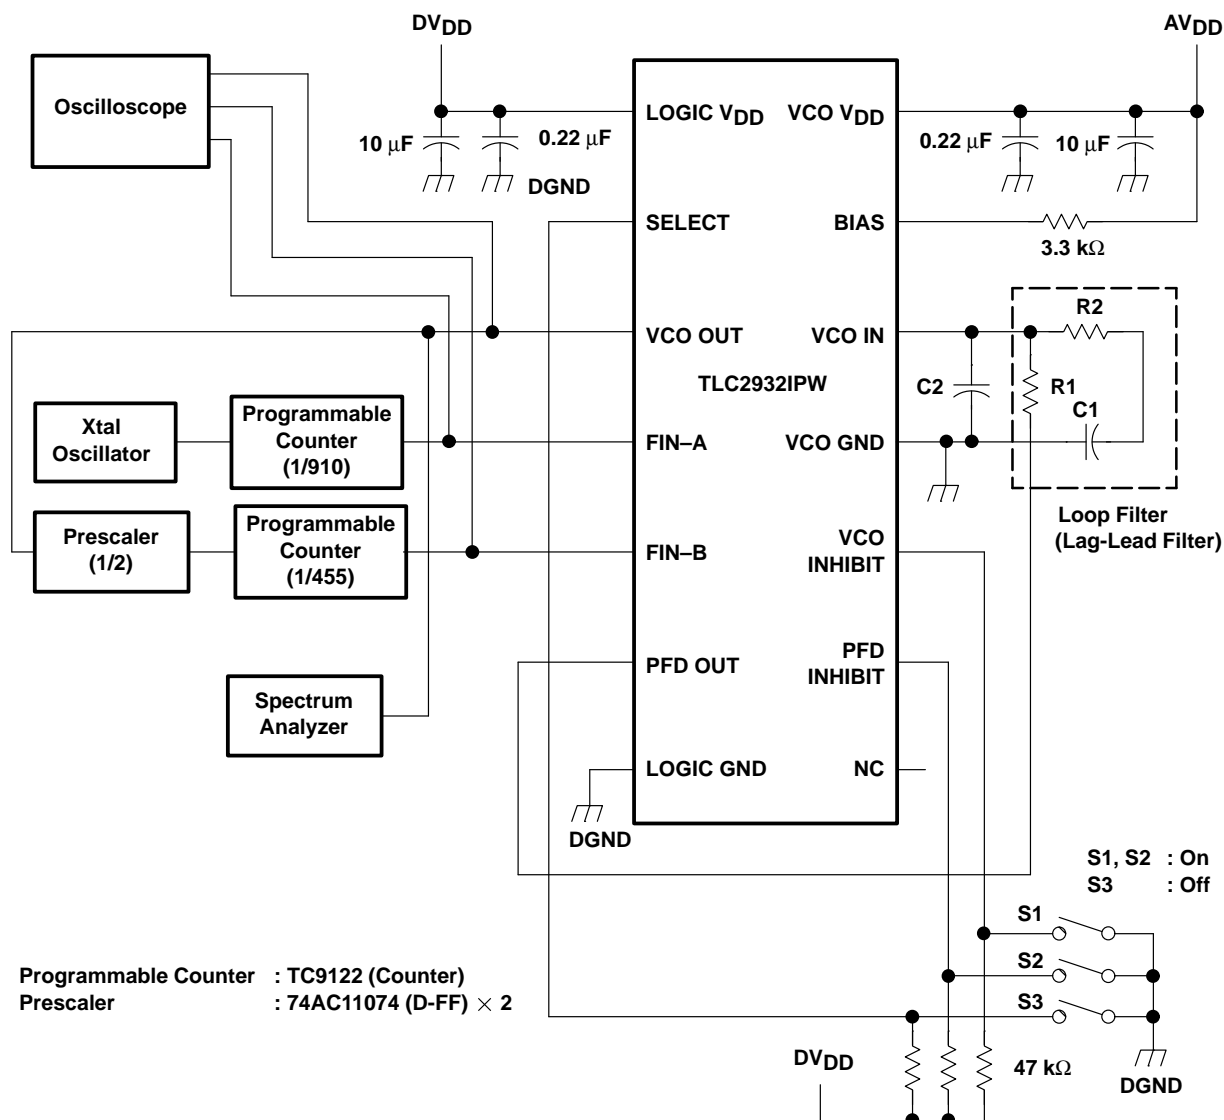 DVDD
AVDD
Oscilloscope
LOGIC VDD
VCO VDD
10 μF
0.22 μF
0.22 μF
10 μF
DGND
SELECT
BIAS
3.3 kΩ
R2
VCO OUT
VCO IN
TLC2932IPW
C2
R1
C1
Xtal
Oscillator
Programmable
Counter
(1/910)
FIN–A
VCO GND
Loop Filter
(Lag-Lead Filter)
Prescaler
(1/2)
Programmable
Counter
(1/455)
FIN–B
VCO
INHIBIT
PFD OUT
PFD
INHIBIT
Spectrum
Analyzer
LOGIC GND
NC
DGND
S1, S2 : On
S3 : Off
S1
S2
S3
Programmable Counter : TC9122 (Counter)
Prescaler : 74AC11074 (D-FF) × 2
DVDD
47 kΩ
DGND